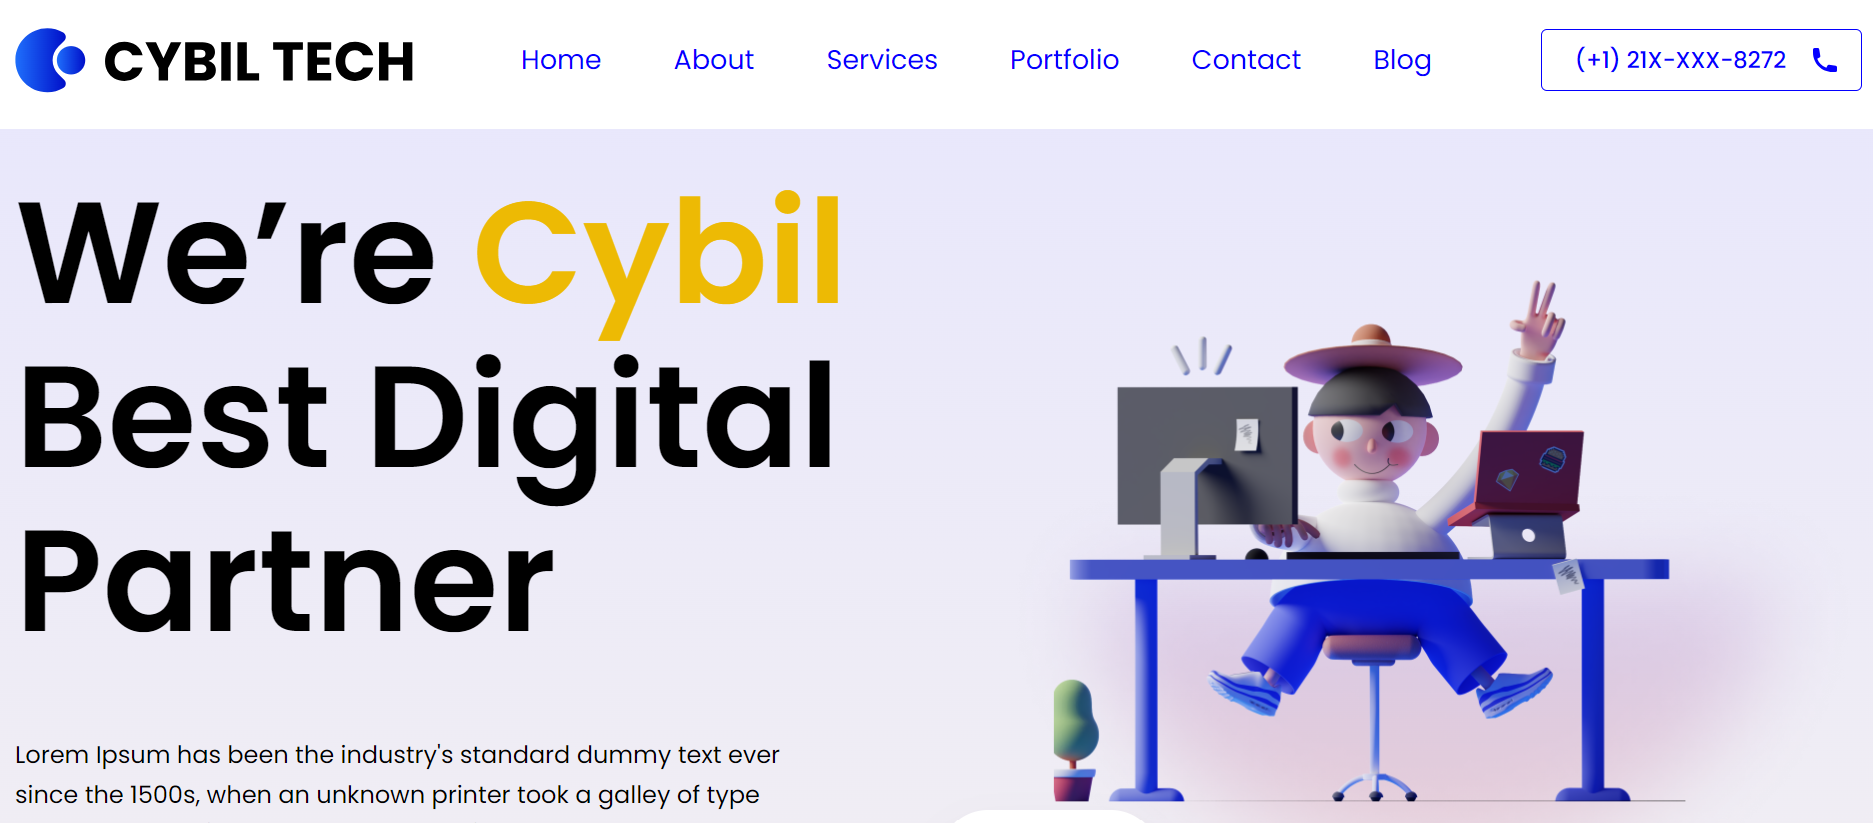 CYBIL TECH
Home About Services Portfolio Contact Blog
(+1) 21X-XXX-8272
We’re Cybil
Best Digital
Partner
Lorem Ipsum has been the industry's standard dummy text ever
since the 1500s, when an unknown printer took a galley of type